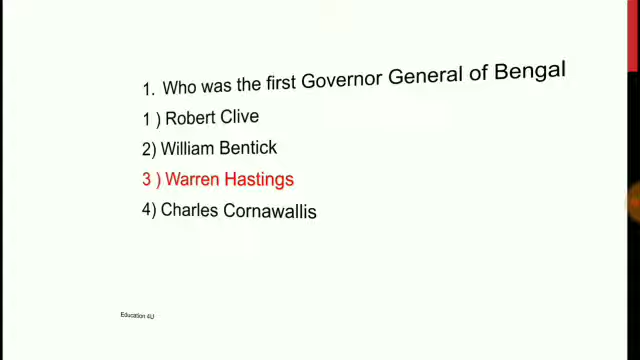 1. Who was the first Governor General of Bengal
1 ) Robert Clive
2) William Bentick
3 ) Warren Hastings
4) Charles Cornawallis
Education 4U